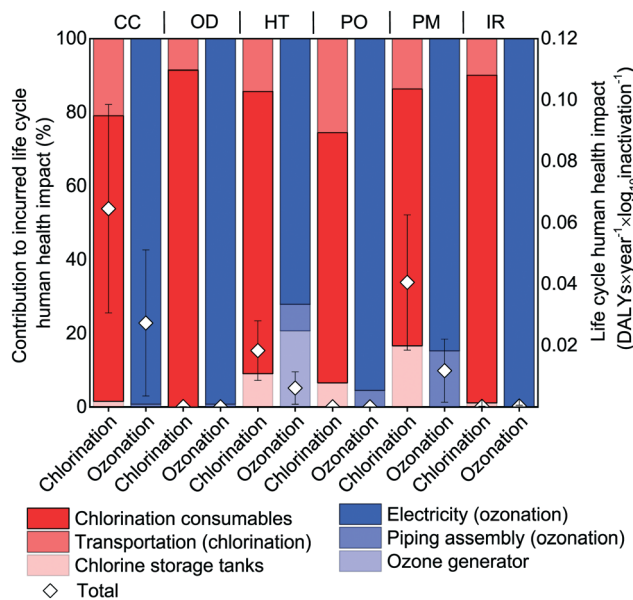 CC | OD | HT | PO | PM | IR
100
80
60
40
20
0
Contribution to incurred life cycle
human health impact (%)
0.12
0.10
0.08
0.06
0.04
0.02
Life cycle human health impact
(DALYs×year⁻¹×log₁₀inactivation⁻¹)
Chlorination
Ozonation
Chlorination
Ozonation
Chlorination
Ozonation
Chlorination
Ozonation
Chlorination
Ozonation
Chlorination
Ozonation
Chlorination consumables
Transportation (chlorination)
Chlorine storage tanks
Total
Electricity (ozonation)
Piping assembly (ozonation)
Ozone generator